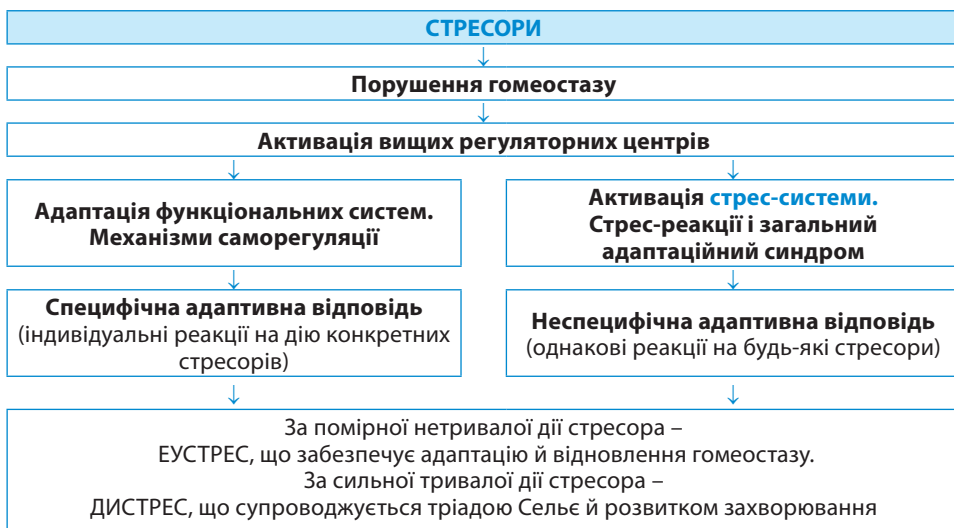 СТРЕСОРИ
↓
Порушення гомеостазу
↓
Активація вищих регуляторних центрів
↓ ↓
Адаптація функціональних систем.
Механізми саморегуляції
Активація стрес-системи.
Стрес-реакції і загальний
адаптаційний синдром
↓ ↓
Специфічна адаптивна відповідь
(індивідуальні реакції на дію конкретних
стресорів)
Неспецифічна адаптивна відповідь
(однакові реакції на будь-які стресори)
↓ ↓
За помірної нетривалої дії стресора –
ЕУСТРЕС, що забезпечує адаптацію й відновлення гомеостазу.
За сильної тривалої дії стресора –
ДИСТРЕС, що супроводжується тріадою Сельє й розвитком захворювання